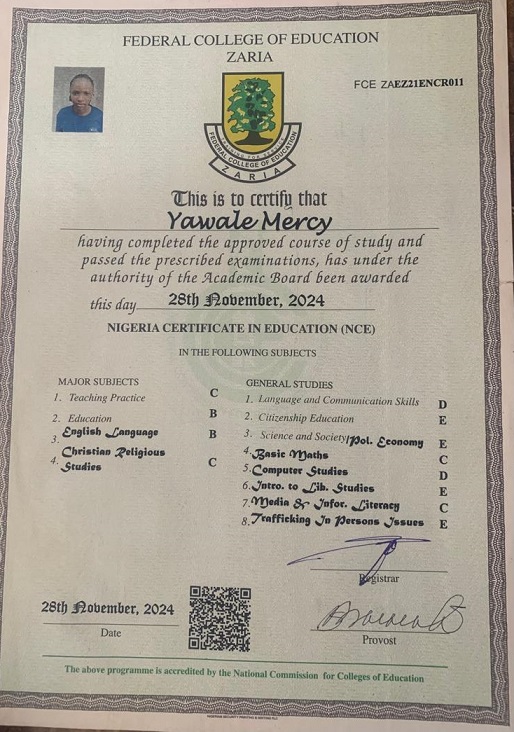 FEDERAL COLLEGE OF EDUCATION
ZARIA
FCE ZAEZ21ENCR011
FEDERAL COLLEGE OF EDUCATION
ZARIA
This is to certify that
Yawale Mercy
having completed the approved course of study and
passed the prescribed examinations, has under the
authority of the Academic Board been awarded
this day 28th November, 2024
NIGERIA CERTIFICATE IN EDUCATION (NCE)
IN THE FOLLOWING SUBJECTS
MAJOR SUBJECTS
1. Teaching Practice C
2. Education B
3. English Language B
4. Christian Religious
Studies C
GENERAL STUDIES
1. Language and Communication Skills D
2. Citizenship Education E
3. Science and Society/Pol. Economy E
4. Basic Maths C
5. Computer Studies D
6. Intro. to Lib. Studies E
7. Media & Infor. Literacy C
8. Trafficking In Persons Issues E
Registrar
28th November, 2024
Date
Provost
The above programme is accredited by the National Commission for Colleges of Education